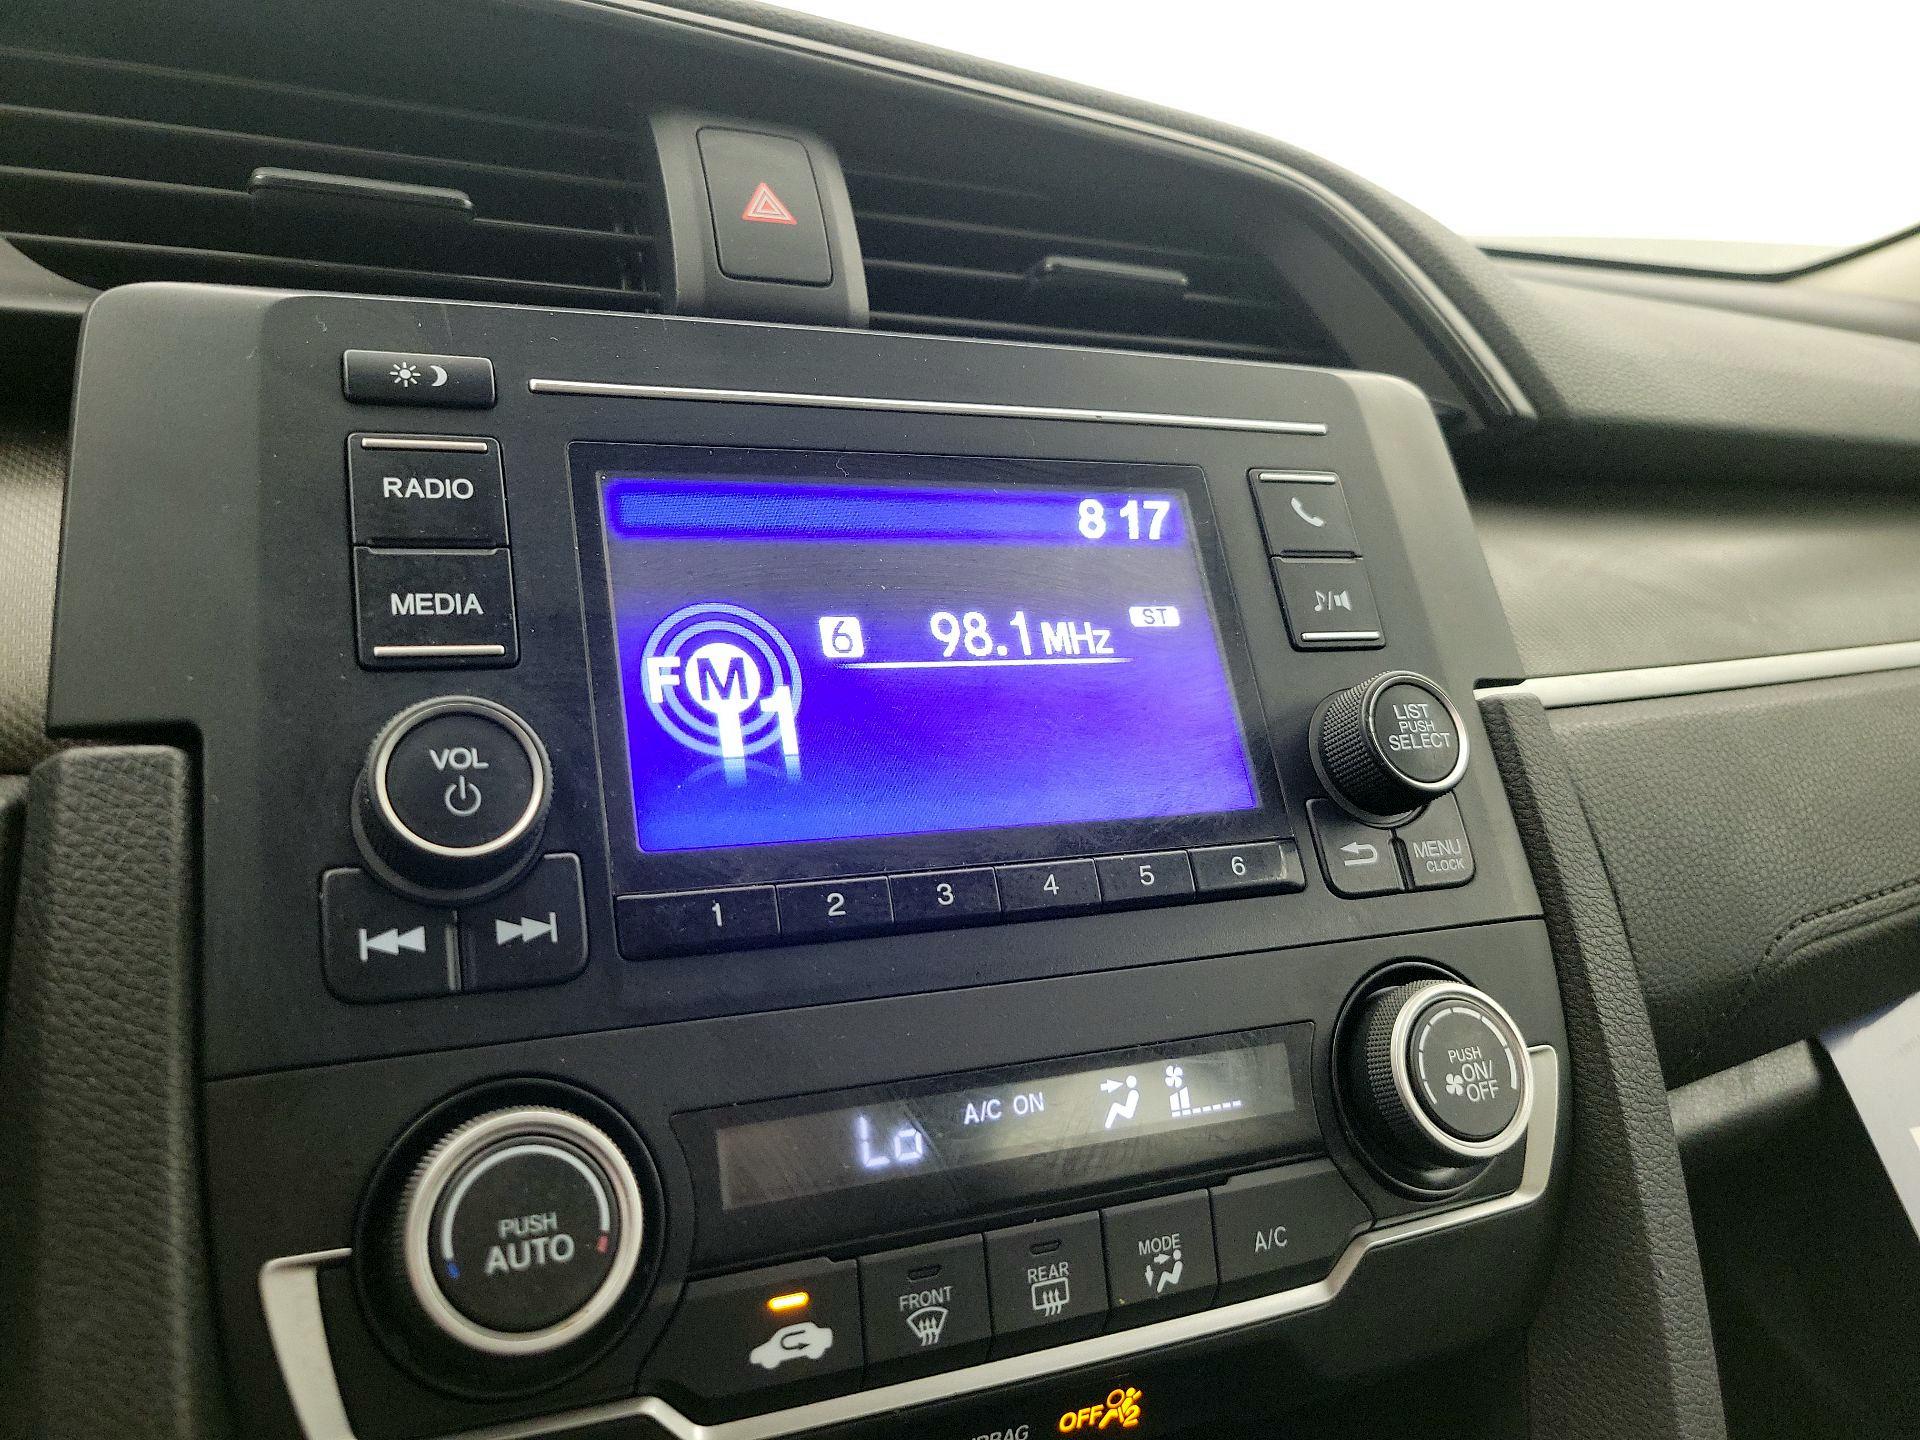 RADIO
MEDIA
VOL
8 17
FM 1
6 98.1 MHz ST
LIST
PUSH
SELECT
MENU
CLOCK
1 2 3 4 5 6
Lo A/C ON
PUSH
ON/
OFF
PUSH
AUTO
FRONT
REAR
MODE
A/C
OFF 2